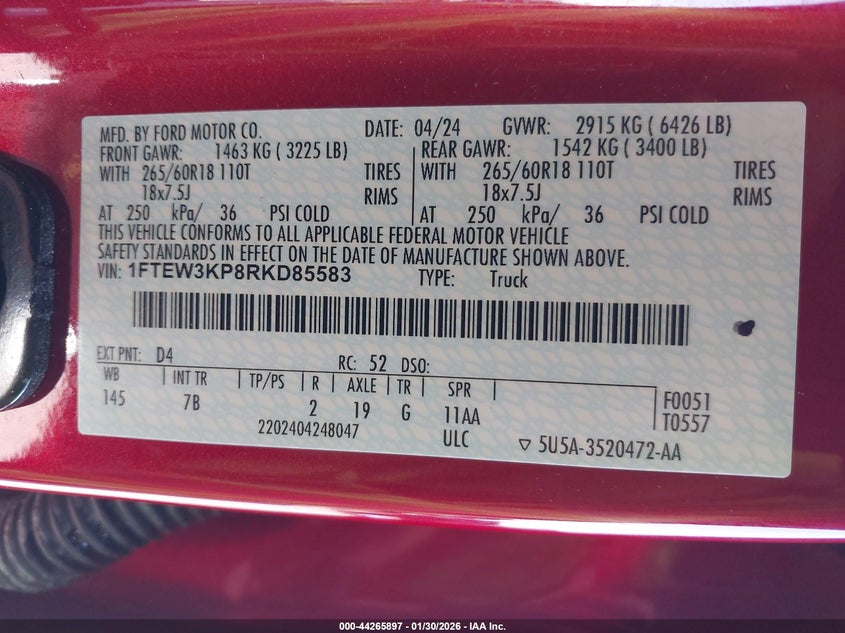 MFD. BY FORD MOTOR CO. DATE: 04/24 GVWR: 2915 KG ( 6426 LB)
FRONT GAWR: 1463 KG ( 3225 LB) REAR GAWR: 1542 KG ( 3400 LB)
WITH 265/60R18 110T TIRES WITH 265/60R18 110T TIRES
18x7.5J RIMS 18x7.5J RIMS
AT 250 kPa/ 36 PSI COLD AT 250 kPa/ 36 PSI COLD
THIS VEHICLE CONFORMS TO ALL APPLICABLE FEDERAL MOTOR VEHICLE
SAFETY STANDARDS IN EFFECT ON THE DATE OF MANUFACTURE SHOWN ABOVE.
VIN: 1FTEW3KP8RKD85583 TYPE: Truck
EXT PNT: D4 RC: 52 DSO:
WB INT TR TP/PS R AXLE TR SPR F0051
145 7B 2 19 G 11AA T0557
2202404248047 ULC ▽ 5U5A-3520472-AA
000-44265897 - 01/30/2026 - IAA Inc.